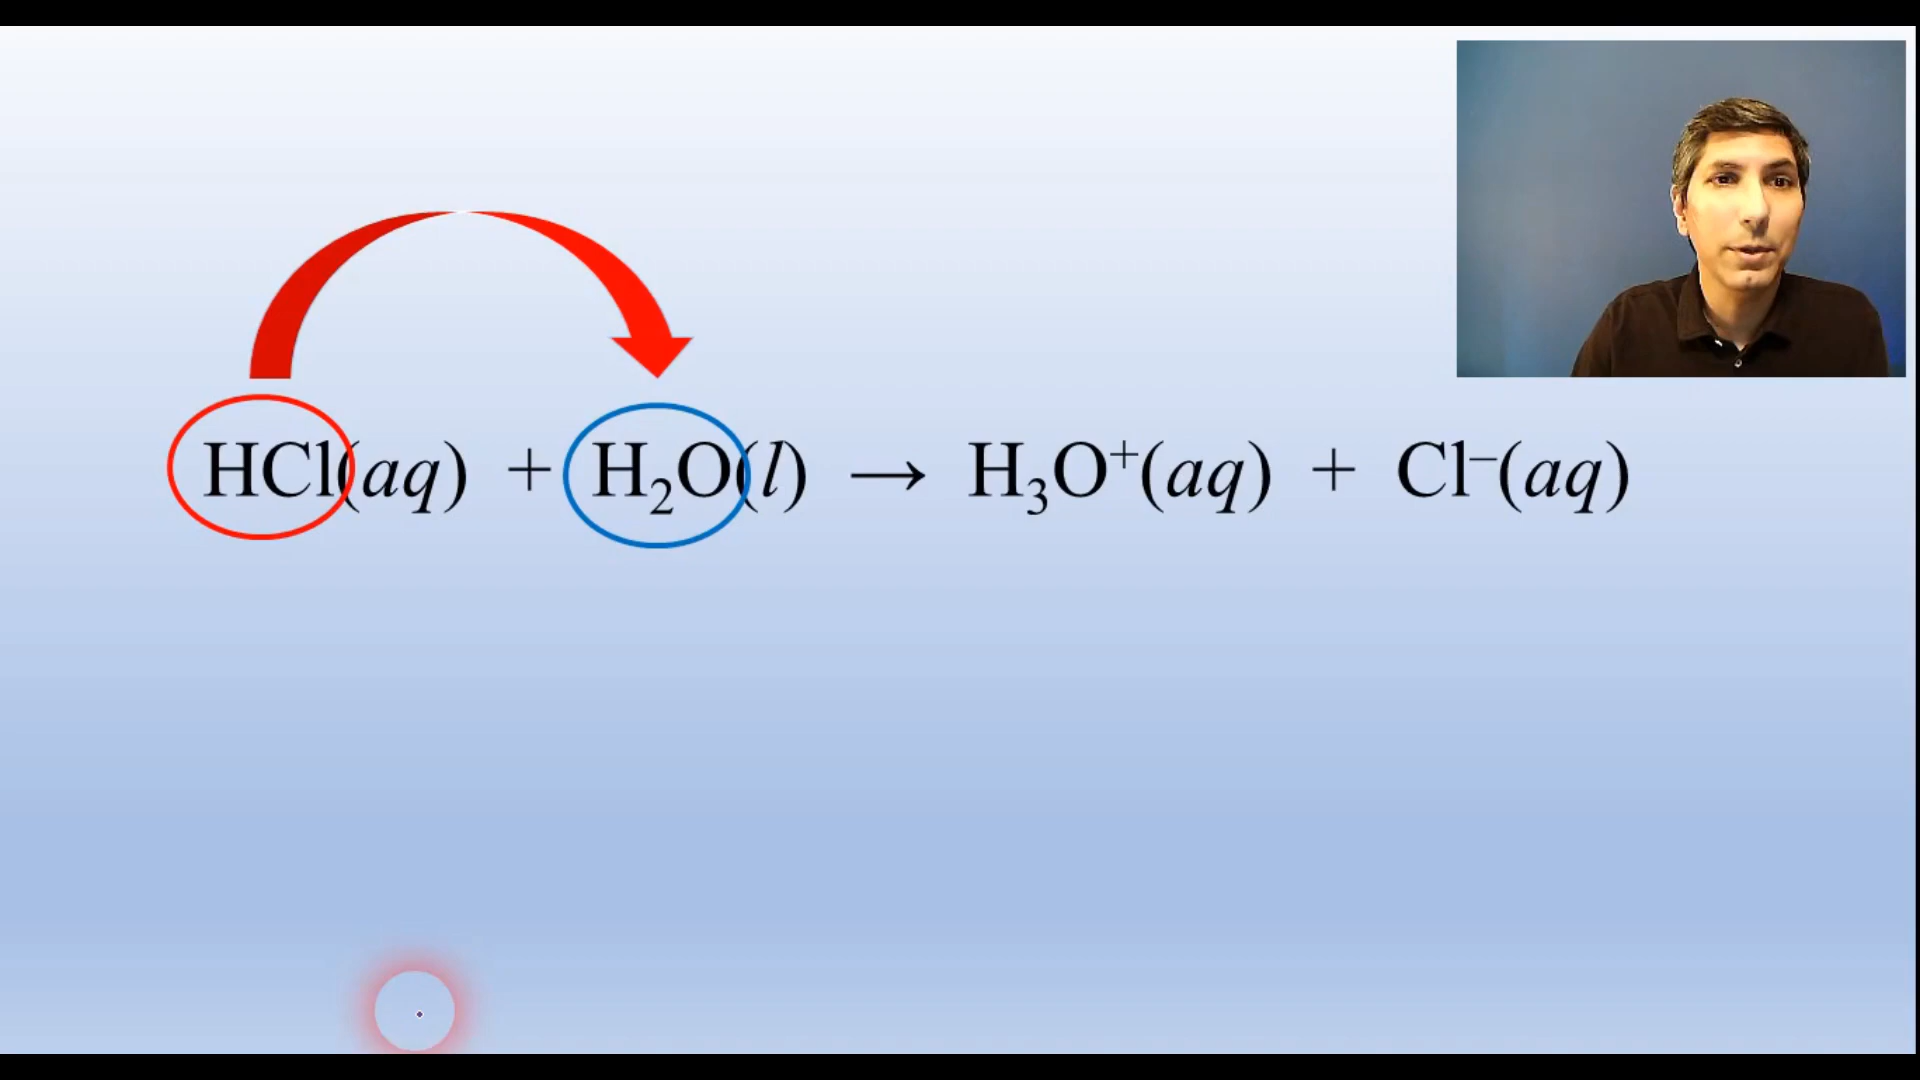 HCl(aq) + H₂O(l) → H₃O⁺(aq) + Cl⁻(aq)